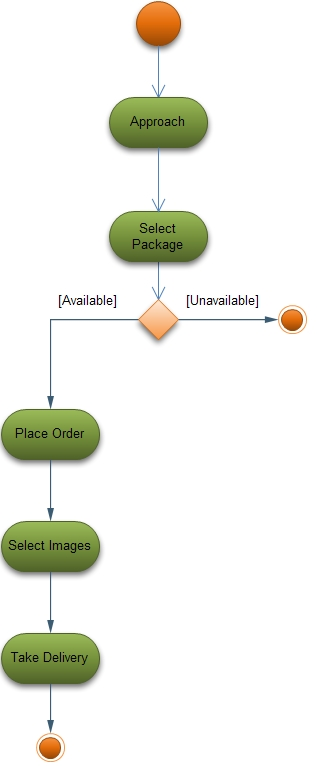 Approach
Select
Package
[Available]
[Unavailable]
Place Order
Select Images
Take Delivery